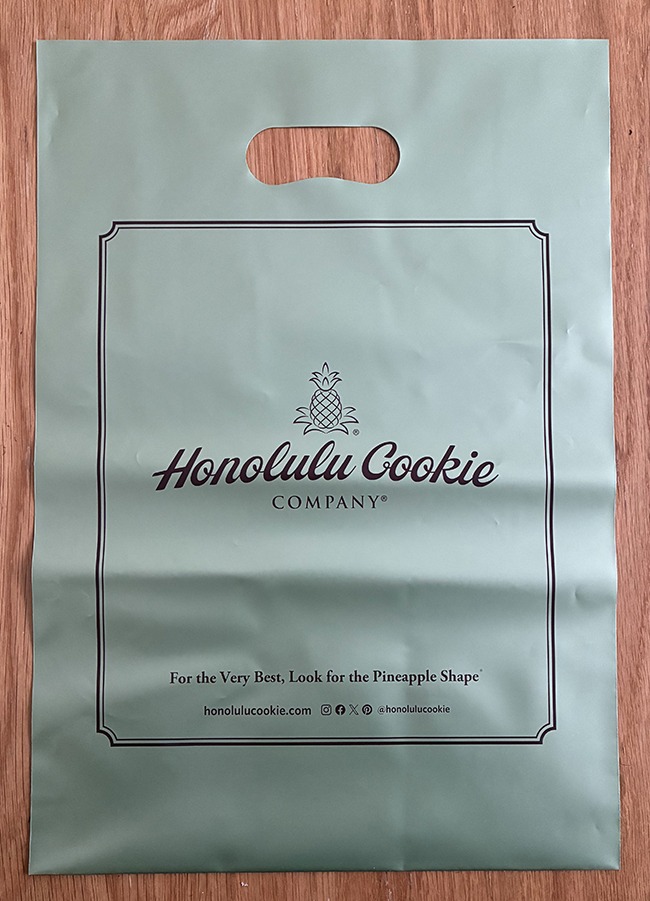 ®
Honolulu Cookie
COMPANY®
For the Very Best, Look for the Pineapple Shape
honolulucookie.com @honolulucookie